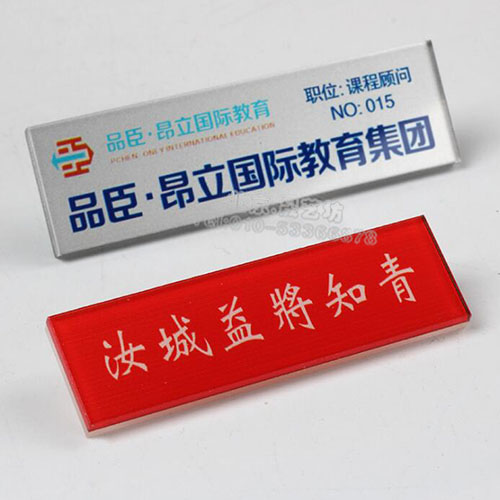 品臣·昂立国际教育
PCHEN·ONLY INTERNATIONAL EDUCATION
职位: 课程顾问
NO: 015
品臣·昂立国际教育集团
汝城益將知青